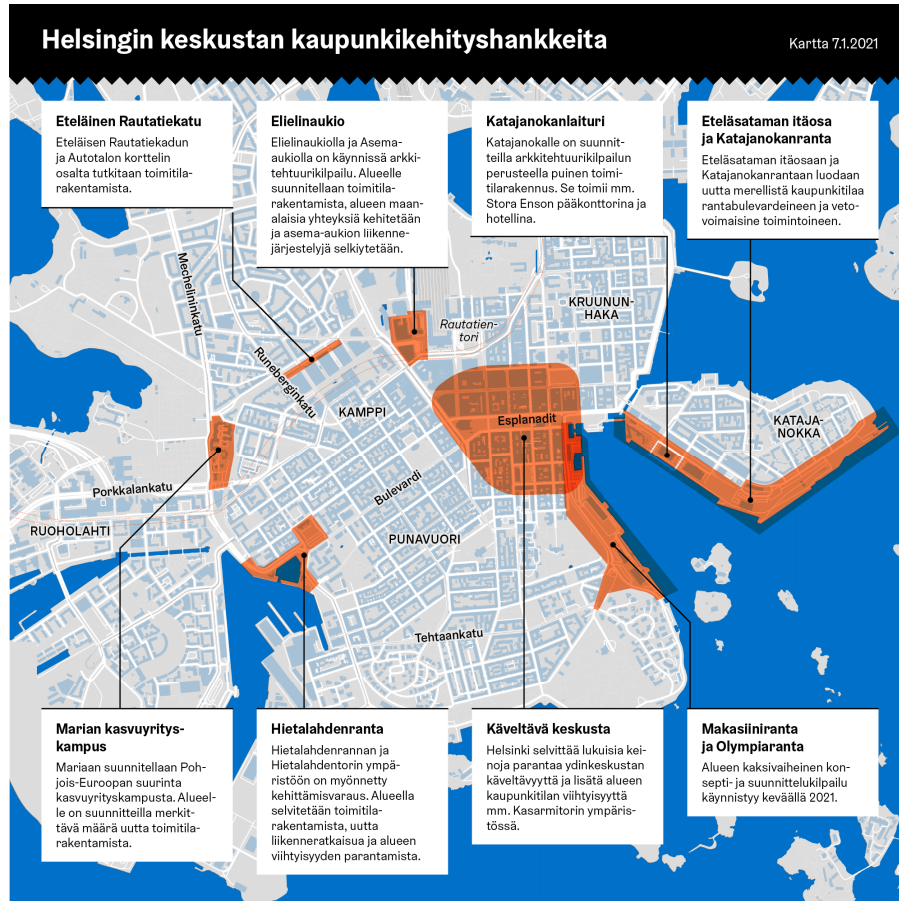 Helsingin keskustan kaupunkikehityshankkeita
Kartta 7.1.2021
Eteläinen Rautatiekatu
Eteläisen Rautatiekadun
ja Autotalon korttelin
osalta tutkitaan toimitila-
rakentamista.
Elielinaukio
Elielinaukiolla ja Asema-
aukiolla on käynnissä arkki-
tehtuurikilpailu. Alueelle
suunnitellaan toimitila-
rakentamista, alueen maan-
alaisia yhteyksiä kehitetään
ja asema-aukion liikenne-
järjestelyjä selkiytetään.
Katajanokanlaituri
Katajanokalle on suunnit-
teilla arkkitehtuurikilpailun
perusteella puinen toimi-
tilarakennus. Se toimii mm.
Stora Enson pääkonttorina ja
hotellina.
Eteläsataman itäosa
ja Katajanokanranta
Eteläsataman itäosaan ja
Katajanokanrantaan luodaan
uutta merellistä kaupunkitilaa
rantabulevardeineen ja veto-
voimaisine toimintoineen.
Mechelininkatu
Runeberginkatu
Rautatien-
tori
KRUUNUN-
HAKA
KAMPPI
Esplanadit
KATAJA-
NOKKA
Porkkalankatu
Bulevardi
RUOHOLAHTI
PUNAVUORI
Tehtaankatu
Marian kasvuyritys-
kampus
Mariaan suunnitellaan Poh-
jois-Euroopan suurinta
kasvuyrityskampusta. Alueel-
le on suunnitteilla merkit-
tävä määrä uutta toimitila-
rakentamista.
Hietalahdenranta
Hietalahdenrannan ja
Hietalahdentorin ympä-
ristöön on myönnetty
kehittämisvaraus. Alueella
selvitetään toimitila-
rakentamista, uutta
liikenneratkaisua ja alueen
viihtyisyyden parantamista.
Käveltävä keskusta
Helsinki selvittää lukuisia kei-
noja parantaa ydinkeskustan
käveltävyyttä ja lisätä alueen
kaupunkitilan viihtyisyyttä
mm. Kasarmitorin ympäris-
tössä.
Makasiiniranta
ja Olympiaranta
Alueen kaksivaiheinen kon-
septi- ja suunnittelukilpailu
käynnistyy keväällä 2021.